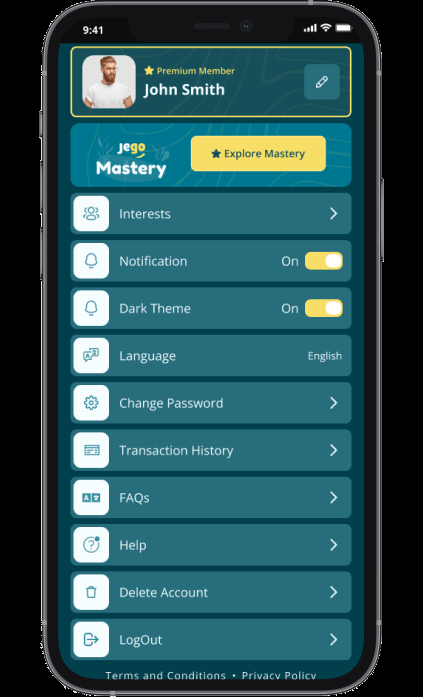 9:41
Premium Member
John Smith
jego
Mastery
Explore Mastery
Interests
Notification On
Dark Theme On
Language English
Change Password
Transaction History
FAQs
Help
Delete Account
LogOut
Terms and Conditions • Privacy Policy